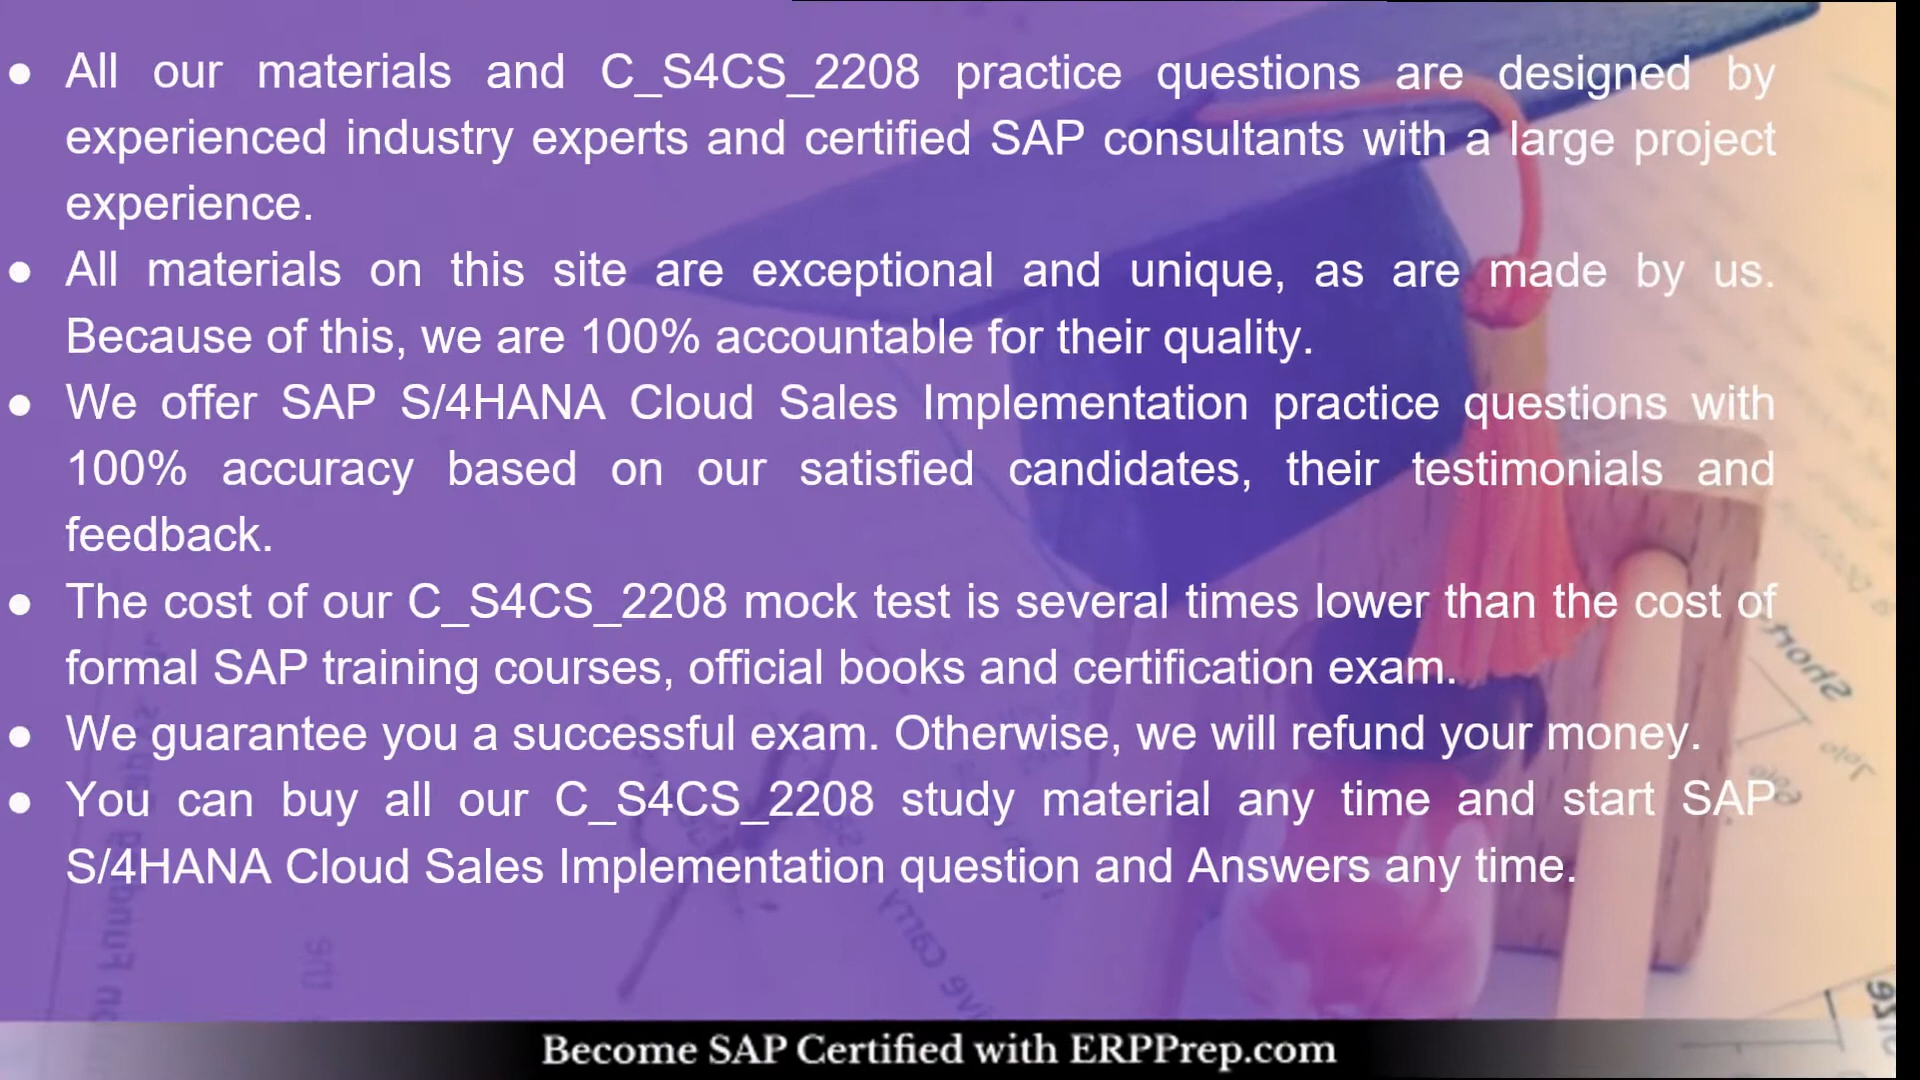 ● All our materials and C_S4CS_2208 practice questions are designed by
experienced industry experts and certified SAP consultants with a large project
experience.
● All materials on this site are exceptional and unique, as are made by us.
Because of this, we are 100% accountable for their quality.
● We offer SAP S/4HANA Cloud Sales Implementation practice questions with
100% accuracy based on our satisfied candidates, their testimonials and
feedback.
● The cost of our C_S4CS_2208 mock test is several times lower than the cost of
formal SAP training courses, official books and certification exam.
● We guarantee you a successful exam. Otherwise, we will refund your money.
● You can buy all our C_S4CS_2208 study material any time and start SAP
S/4HANA Cloud Sales Implementation question and Answers any time.
Short
carry
the
Become SAP Certified with ERPPrep.com